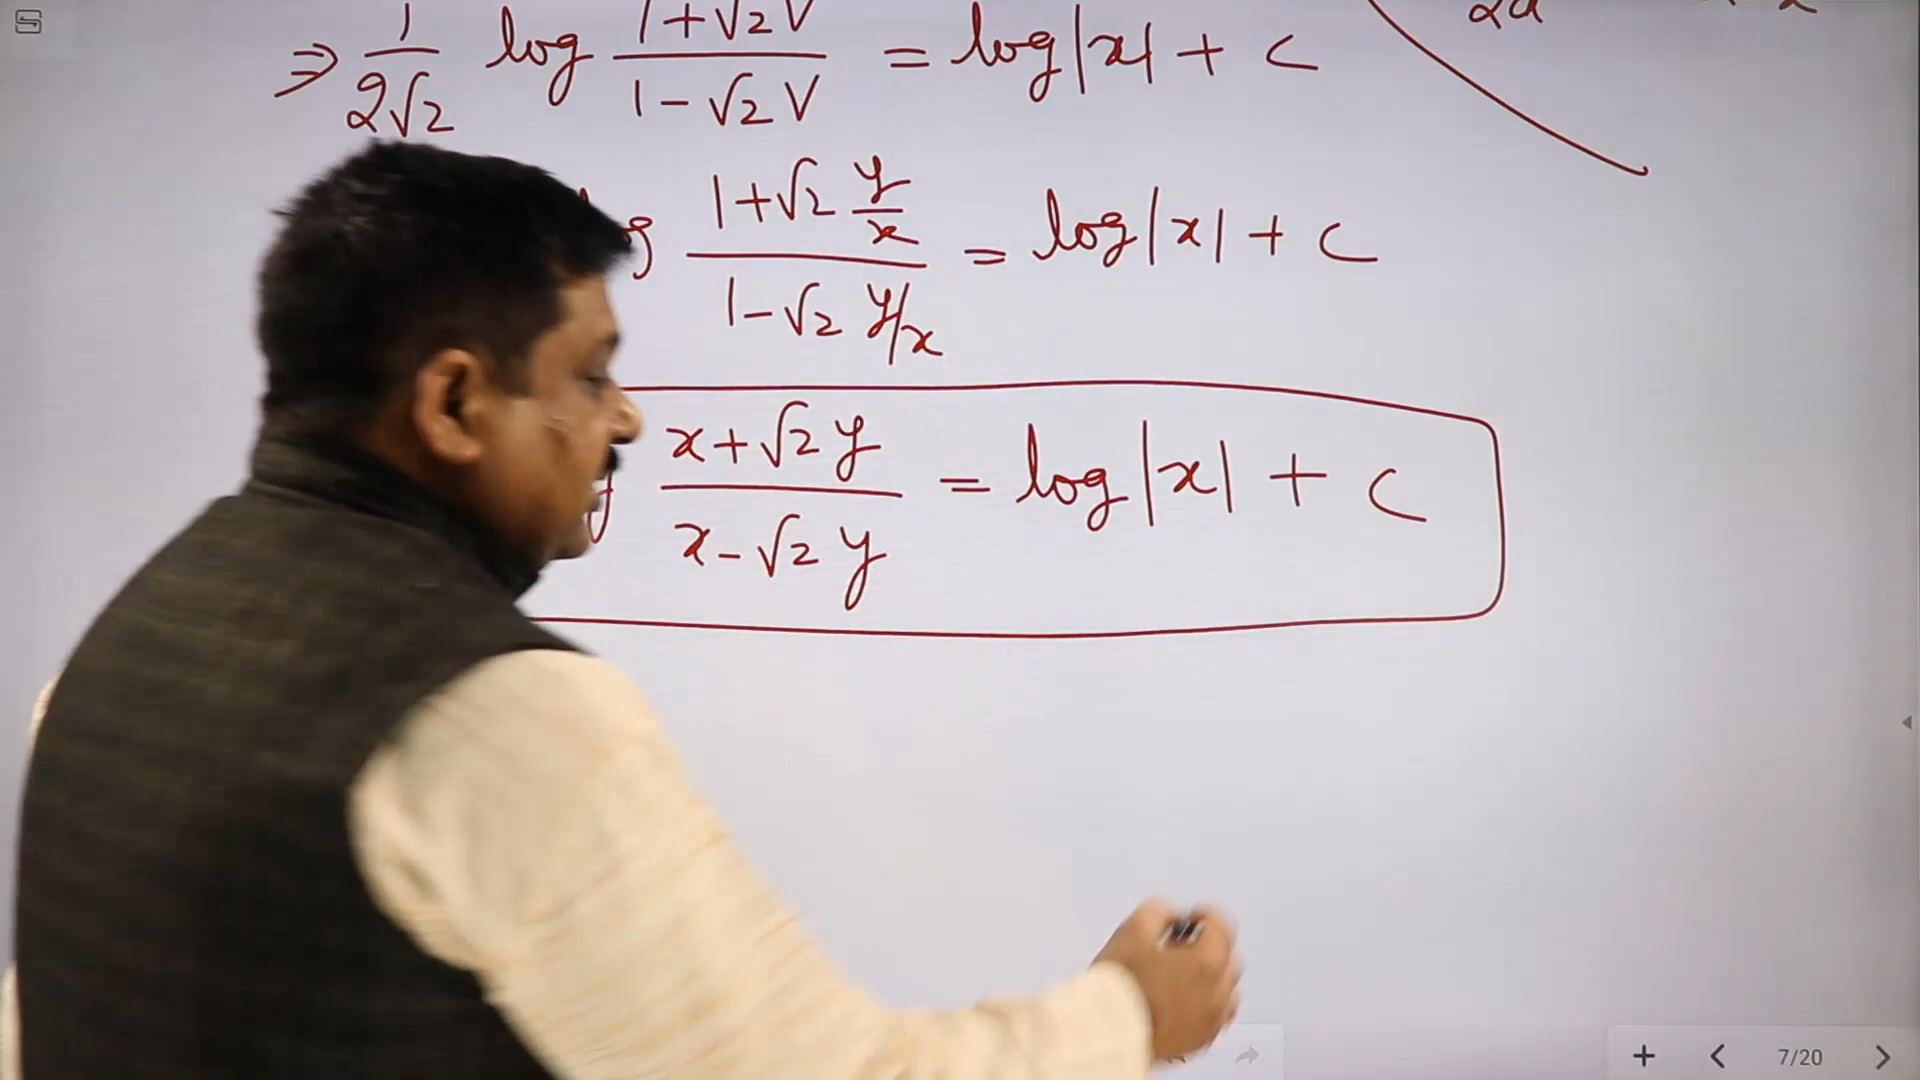 ⇒ 1/2√2 log (1+√2 V)/(1-√2 V) = log|x| + c
(1+√2 y/x)/(1-√2 y/x) = log|x| + c
(x+√2 y)/(x-√2 y) = log|x| + c
7/20